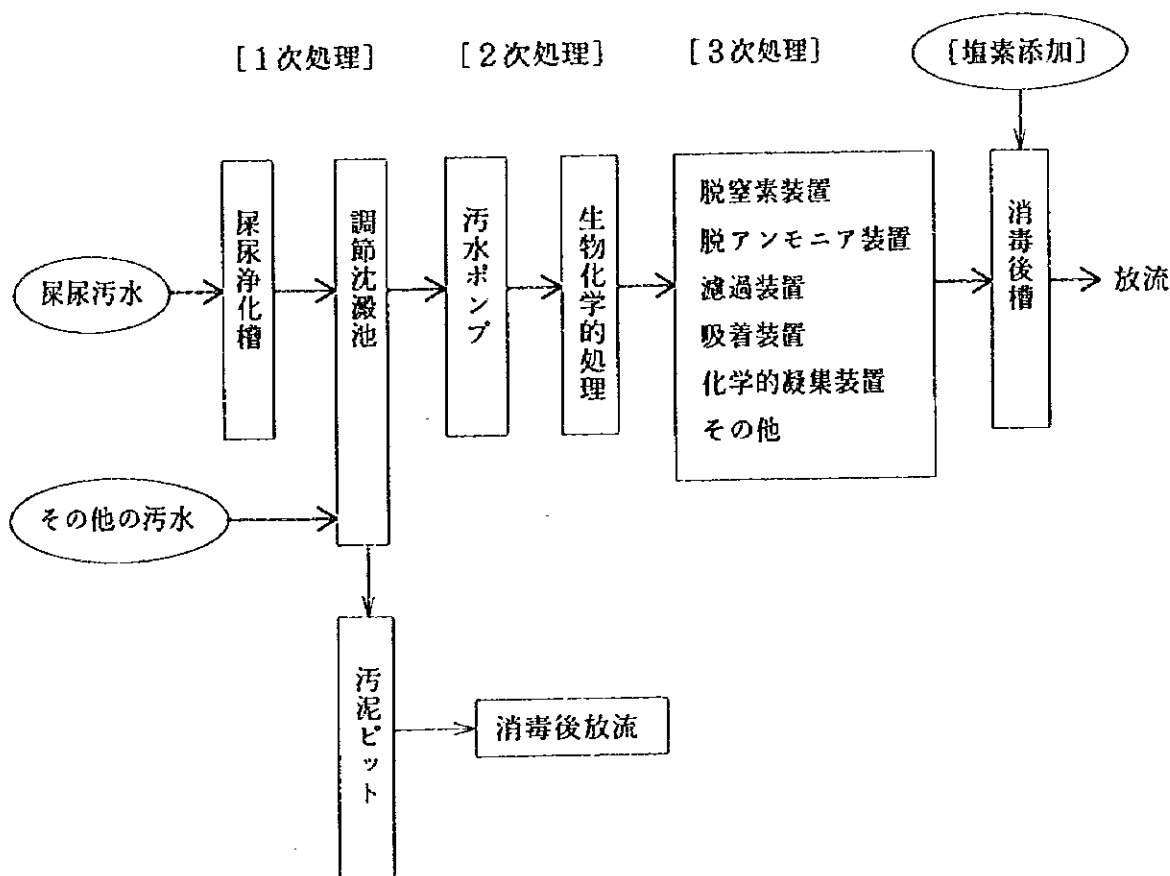 [1次処理]
[2次処理]
[3次処理]
[塩素添加]
屎尿汚水
屎尿浄化槽
調節沈澱池
汚水ポンプ
生物化学的処理
脱窒素装置
脱アンモニア装置
濾過装置
吸着装置
化学的凝集装置
その他
消毒後槽
放流
その他の汚水
汚泥ピット
消毒後放流